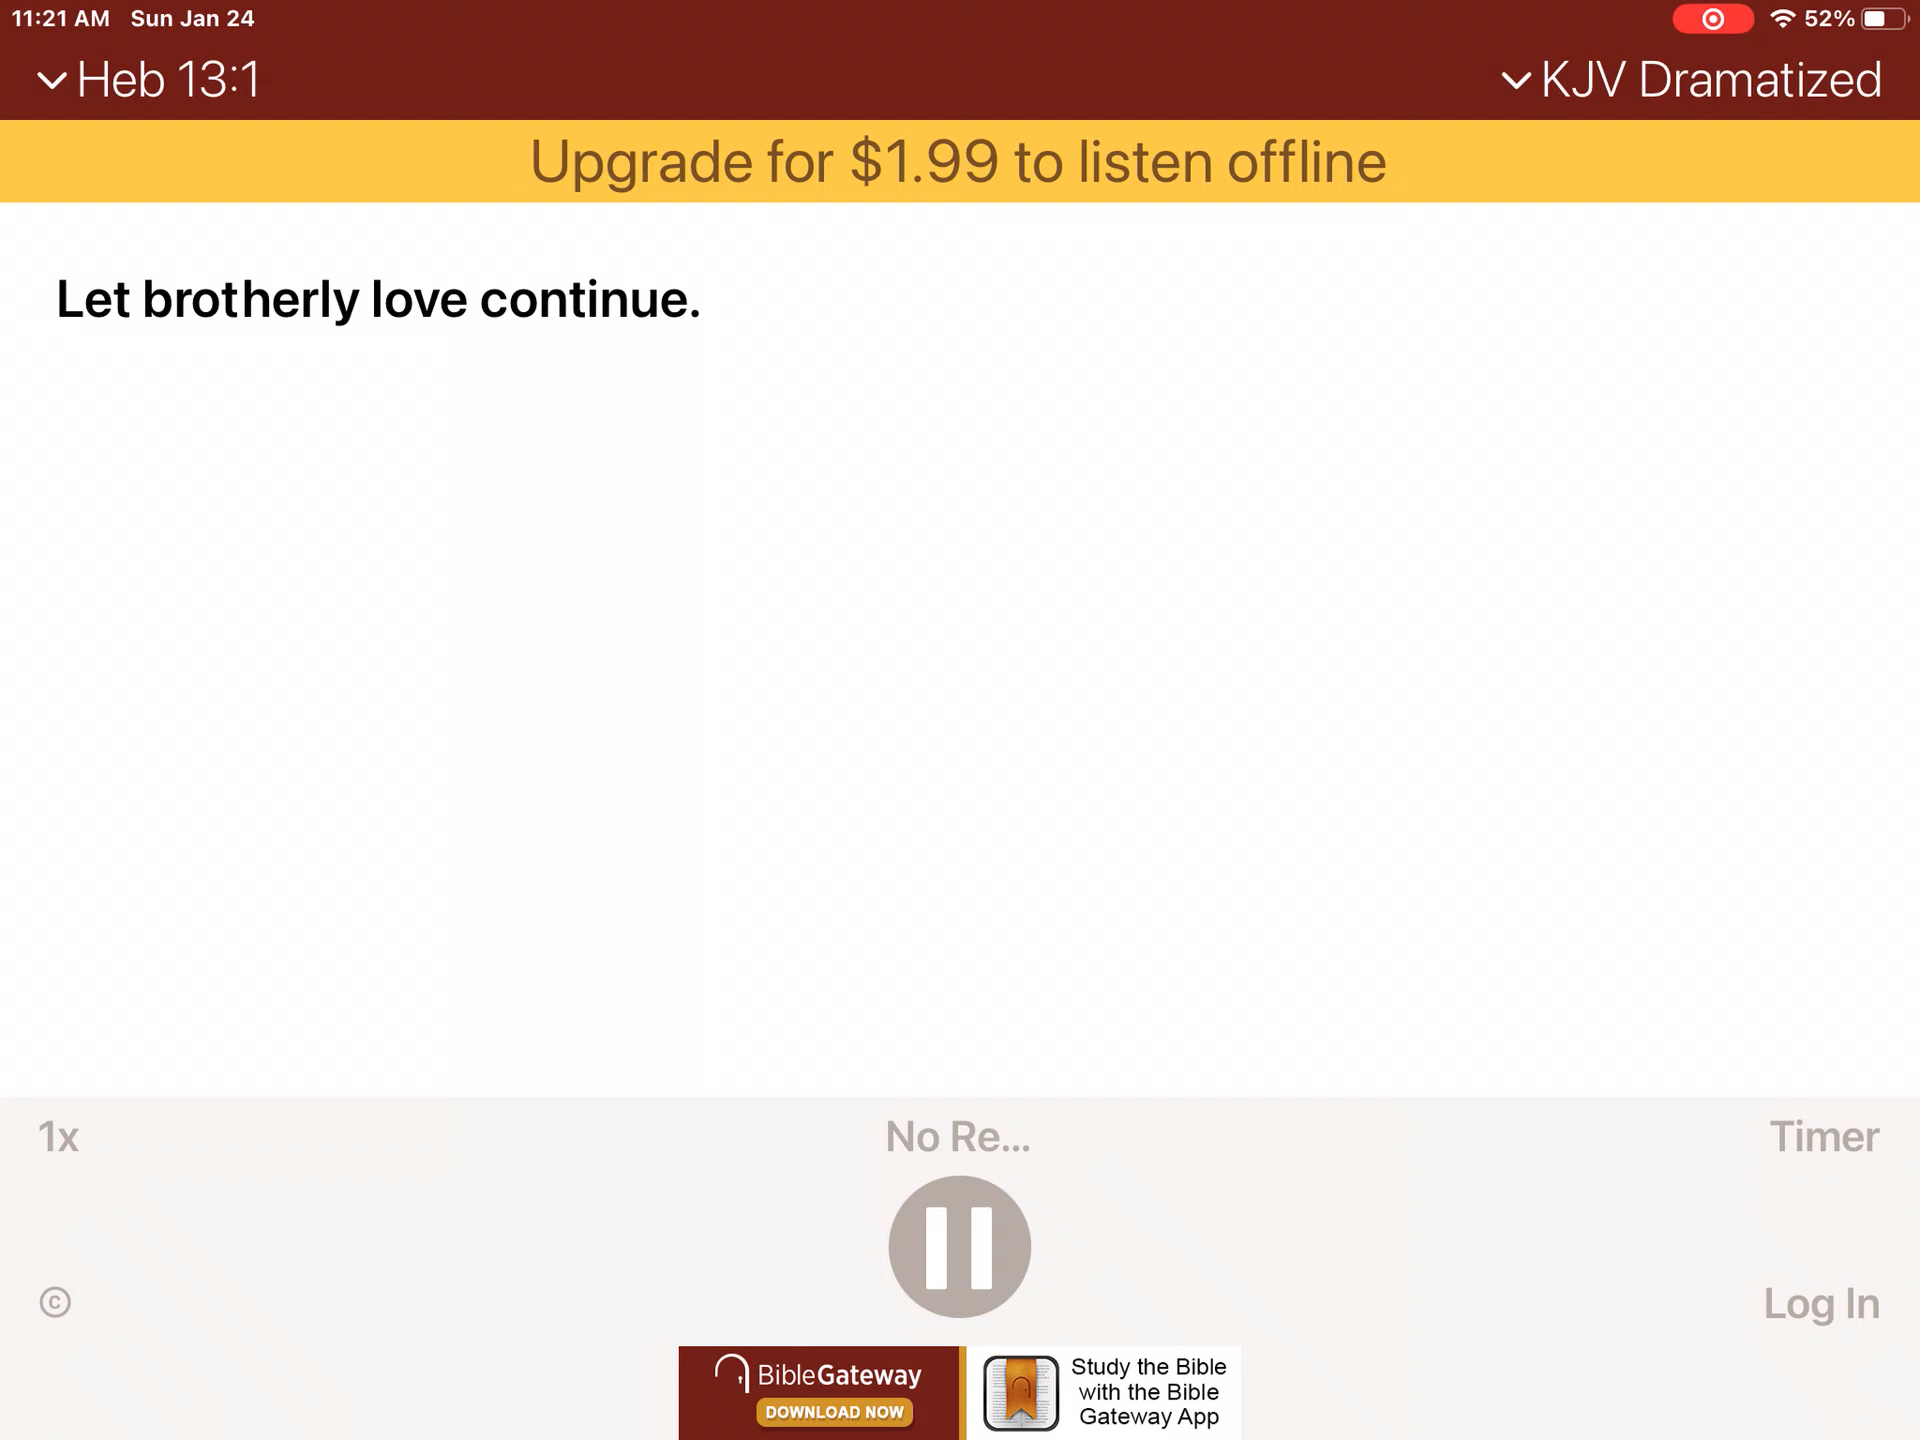 11:21 AM Sun Jan 24 52%
Heb 13:1 KJV Dramatized
Upgrade for $1.99 to listen offline
Let brotherly love continue.
1x No Re... Timer
© Log In
BibleGateway
DOWNLOAD NOW
Study the Bible
with the Bible
Gateway App